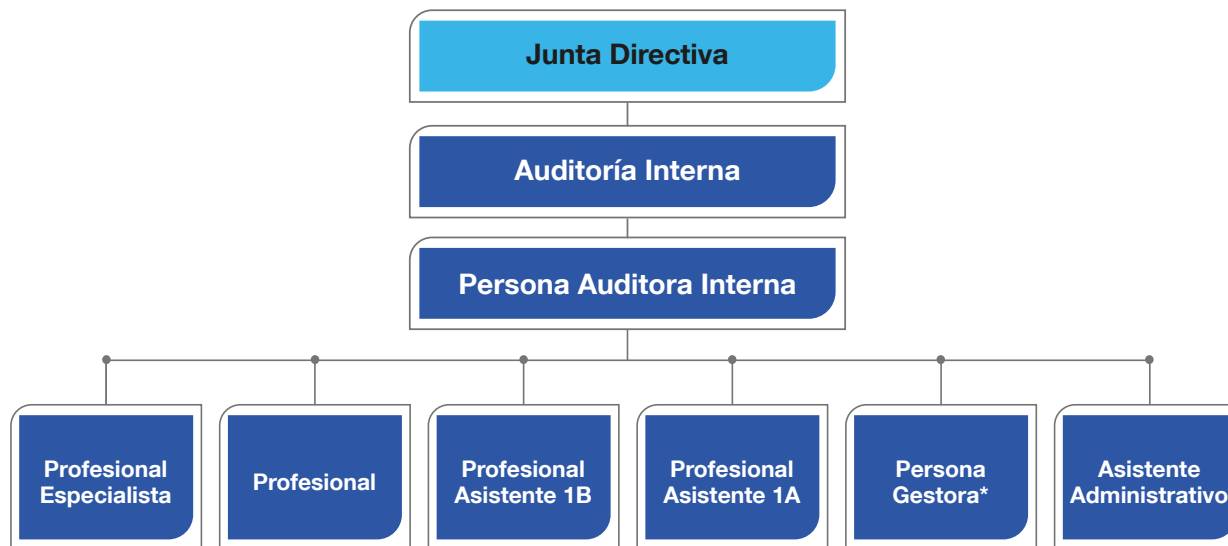 Junta Directiva
Auditoría Interna
Persona Auditora Interna
Profesional
Especialista
Profesional
Profesional
Asistente 1B
Profesional
Asistente 1A
Persona
Gestora*
Asistente
Administrativo